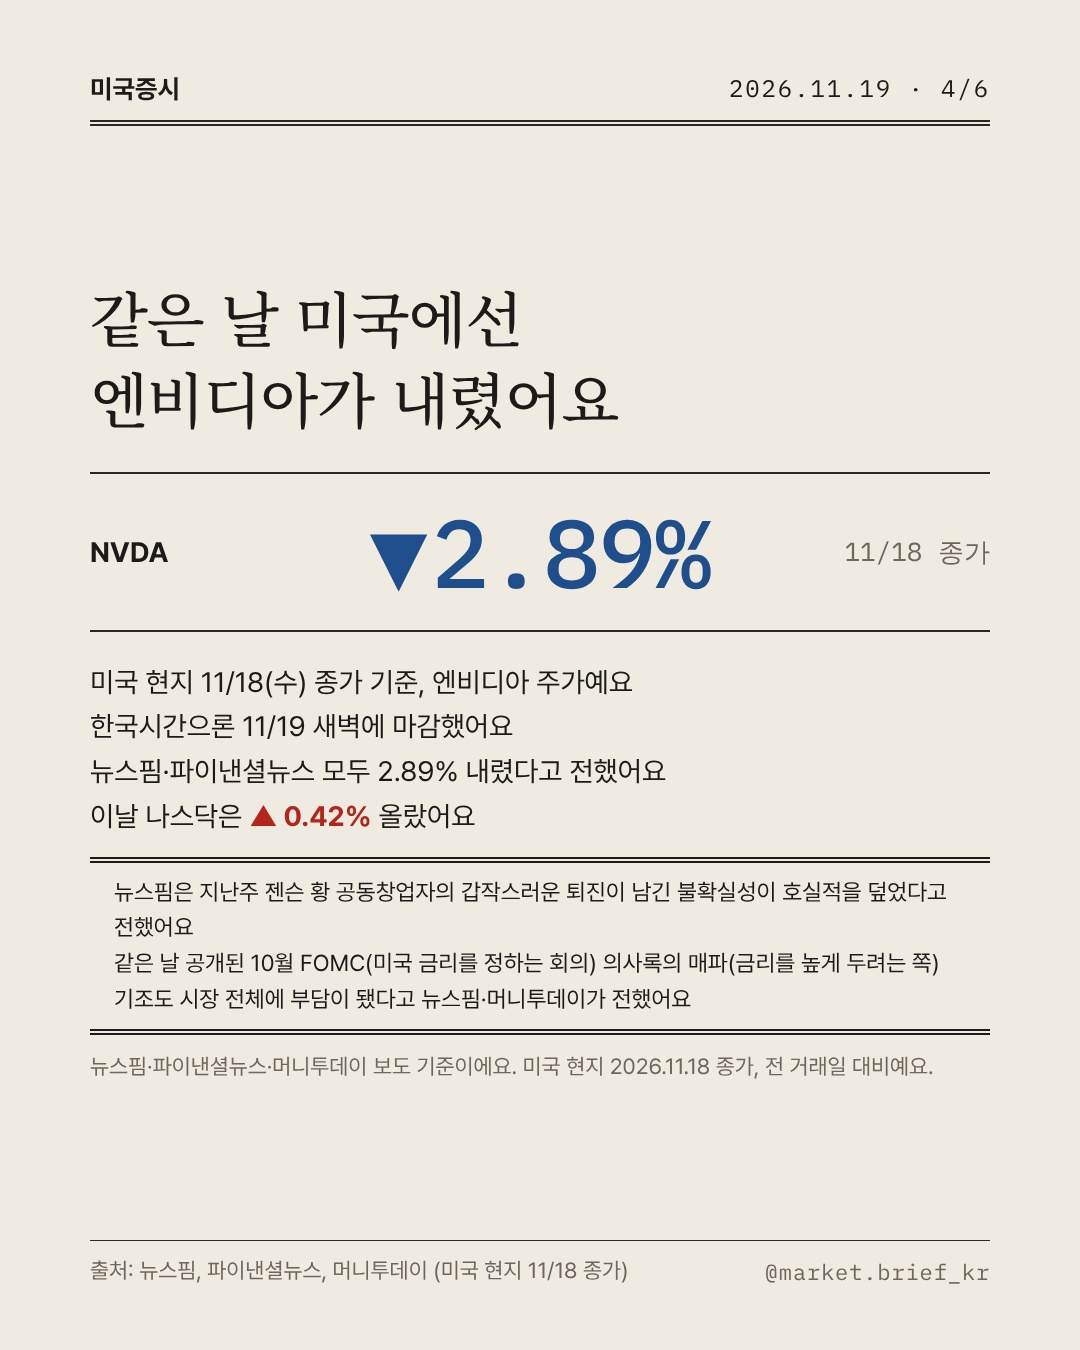 미국증시
2026.11.19 · 4/6
같은 날 미국에선
엔비디아가 내렸어요
NVDA
▼2.89%
11/18 종가
미국 현지 11/18(수) 종가 기준, 엔비디아 주가예요
한국시간으론 11/19 새벽에 마감했어요
뉴스핌·파이낸셜뉴스 모두 2.89% 내렸다고 전했어요
이날 나스닥은 ▲ 0.42% 올랐어요
뉴스핌은 지난주 젠슨 황 공동창업자의 갑작스러운 퇴진이 남긴 불확실성이 호실적을 덮었다고
전했어요
같은 날 공개된 10월 FOMC(미국 금리를 정하는 회의) 의사록의 매파(금리를 높게 두려는 쪽)
기조도 시장 전체에 부담이 됐다고 뉴스핌·머니투데이가 전했어요
뉴스핌·파이낸셜뉴스·머니투데이 보도 기준이에요. 미국 현지 2026.11.18 종가, 전 거래일 대비예요.
출처: 뉴스핌, 파이낸셜뉴스, 머니투데이 (미국 현지 11/18 종가)
@market.brief_kr